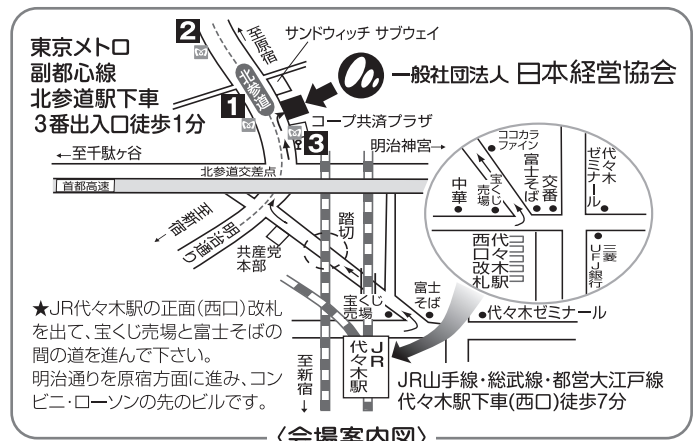 東京メトロ
副都心線
北参道駅下車
3番出入口徒歩1分
2
至原宿
サンドウィッチ サブウェイ
北参道
1
一般社団法人 日本経営協会
コープ共済プラザ
3
明治神宮→
←至千駄ヶ谷
北参道交差点
首都高速
至新宿
明治通り
共産党
本部
踏切
宝くじ
売場
富士
そば
代々木ゼミナール
ココカラ
ファイン
中華
宝くじ
売場
富士そば
交番
代々木
ゼミナール
代々木駅
西口改札
三菱
UFJ銀行
★JR代々木駅の正面(西口)改札
を出て、宝くじ売場と富士そばの
間の道を進んで下さい。
明治通りを原宿方面に進み、コン
ビニ・ローソンの先のビルです。
至新宿↓
JR
代々木駅
JR山手線・総武線・都営大江戸線
代々木駅下車(西口)徒歩7分
〈会場案内図〉